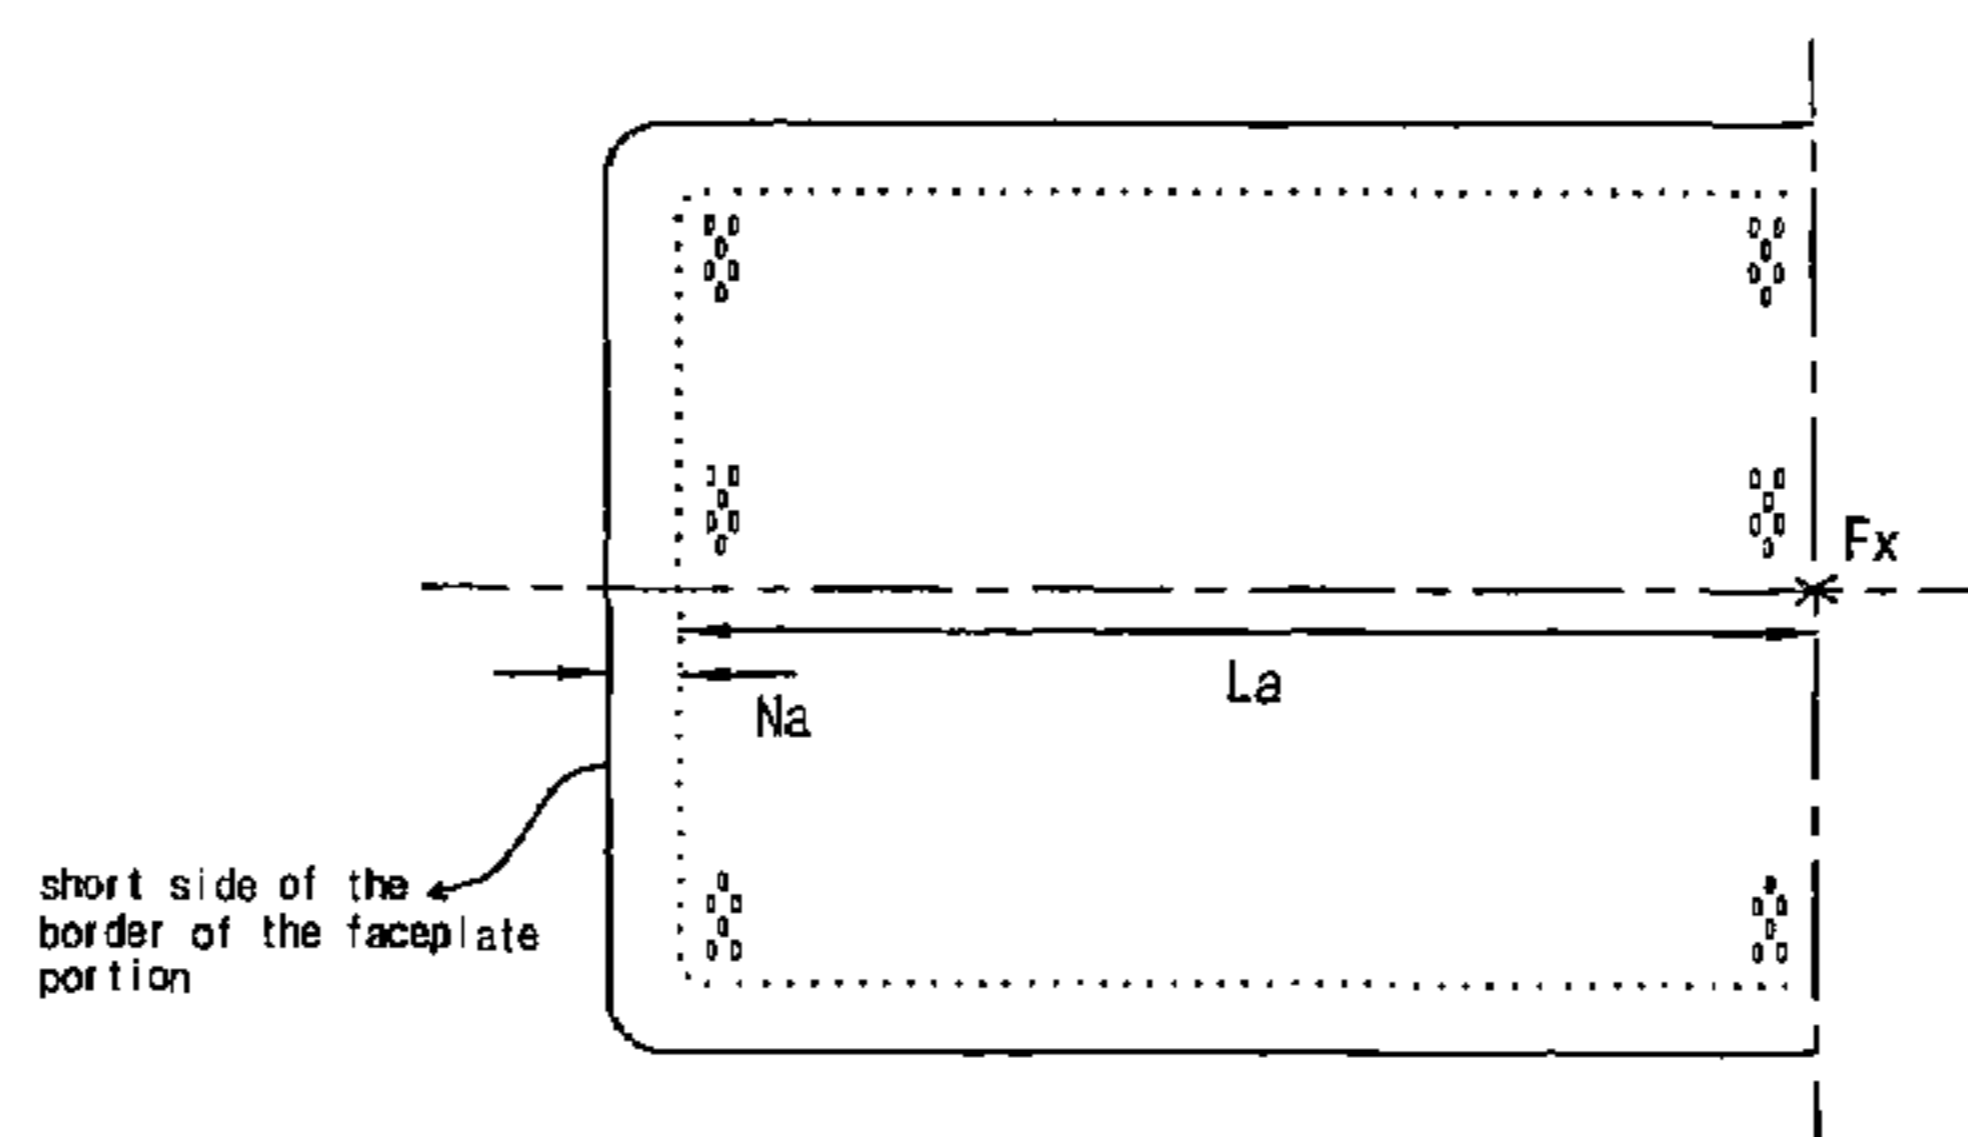 Fx
La
Na
short side of the
border of the faceplate
portion